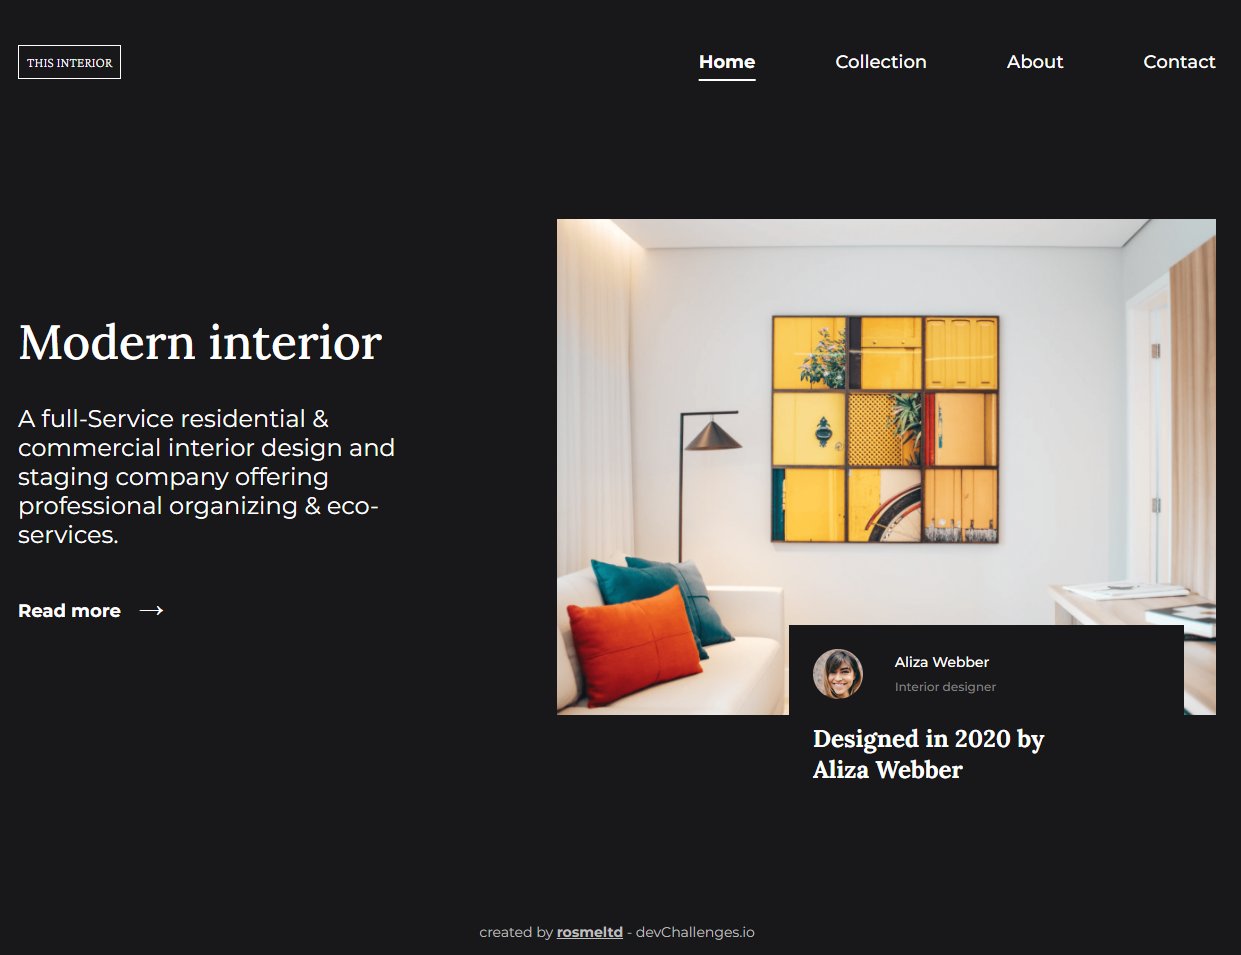 THIS INTERIOR
Home
Collection
About
Contact
Modern interior
A full-Service residential &
commercial interior design and
staging company offering
professional organizing & eco-
services.
Read more
Aliza Webber
Interior designer
Designed in 2020 by
Aliza Webber
created by rosmeltd - devChallenges.io